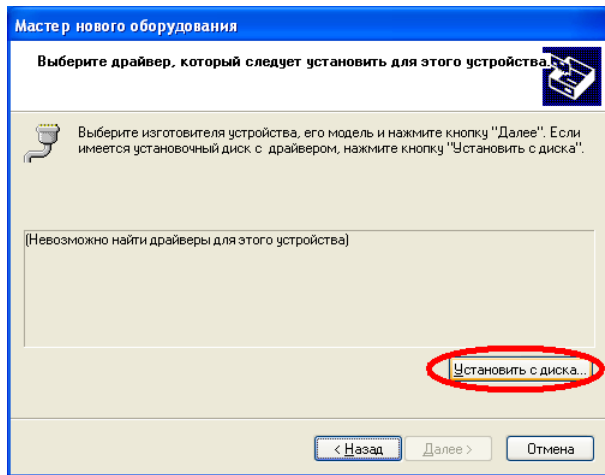 Мастер нового оборудования
Выберите драйвер, который следует установить для этого устройства.
Выберите изготовителя устройства, его модель и нажмите кнопку "Далее". Если
имеется установочный диск с драйвером, нажмите кнопку "Установить с диска".
(Невозможно найти драйверы для этого устройства)
Установить с диска...
< Назад Далее > Отмена